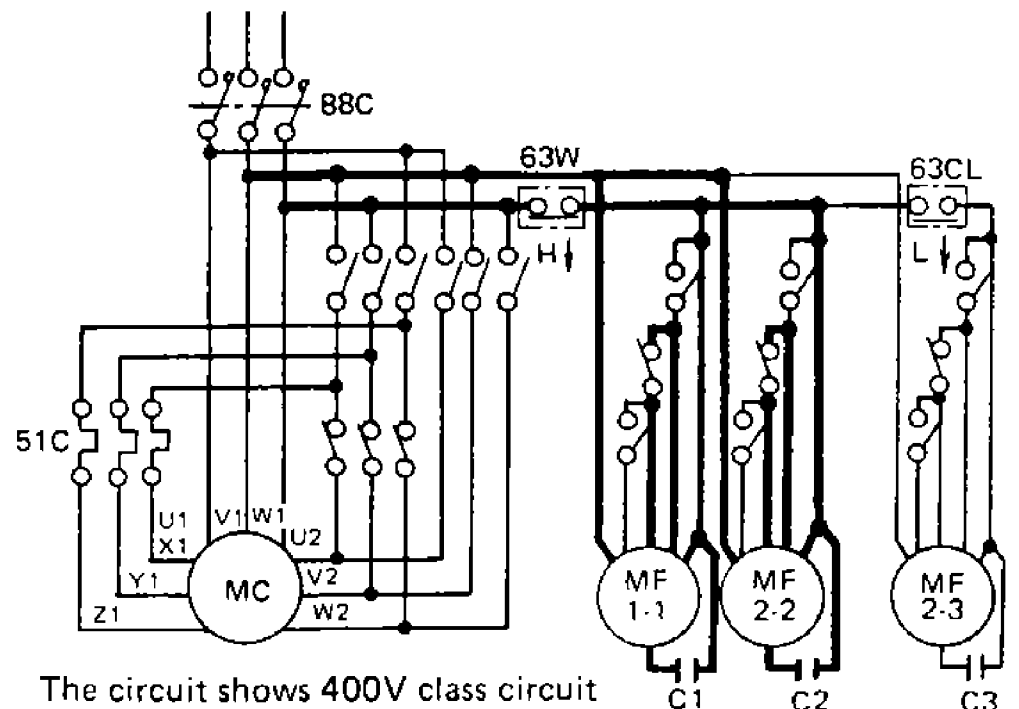 88C
63W
63CL
H
L
51C
U1
V1
W1
X1
U2
Y1
MC
V2
Z1
W2
MF
1-1
MF
2-2
MF
2-3
The circuit shows 400V class circuit
C1
C2
C3